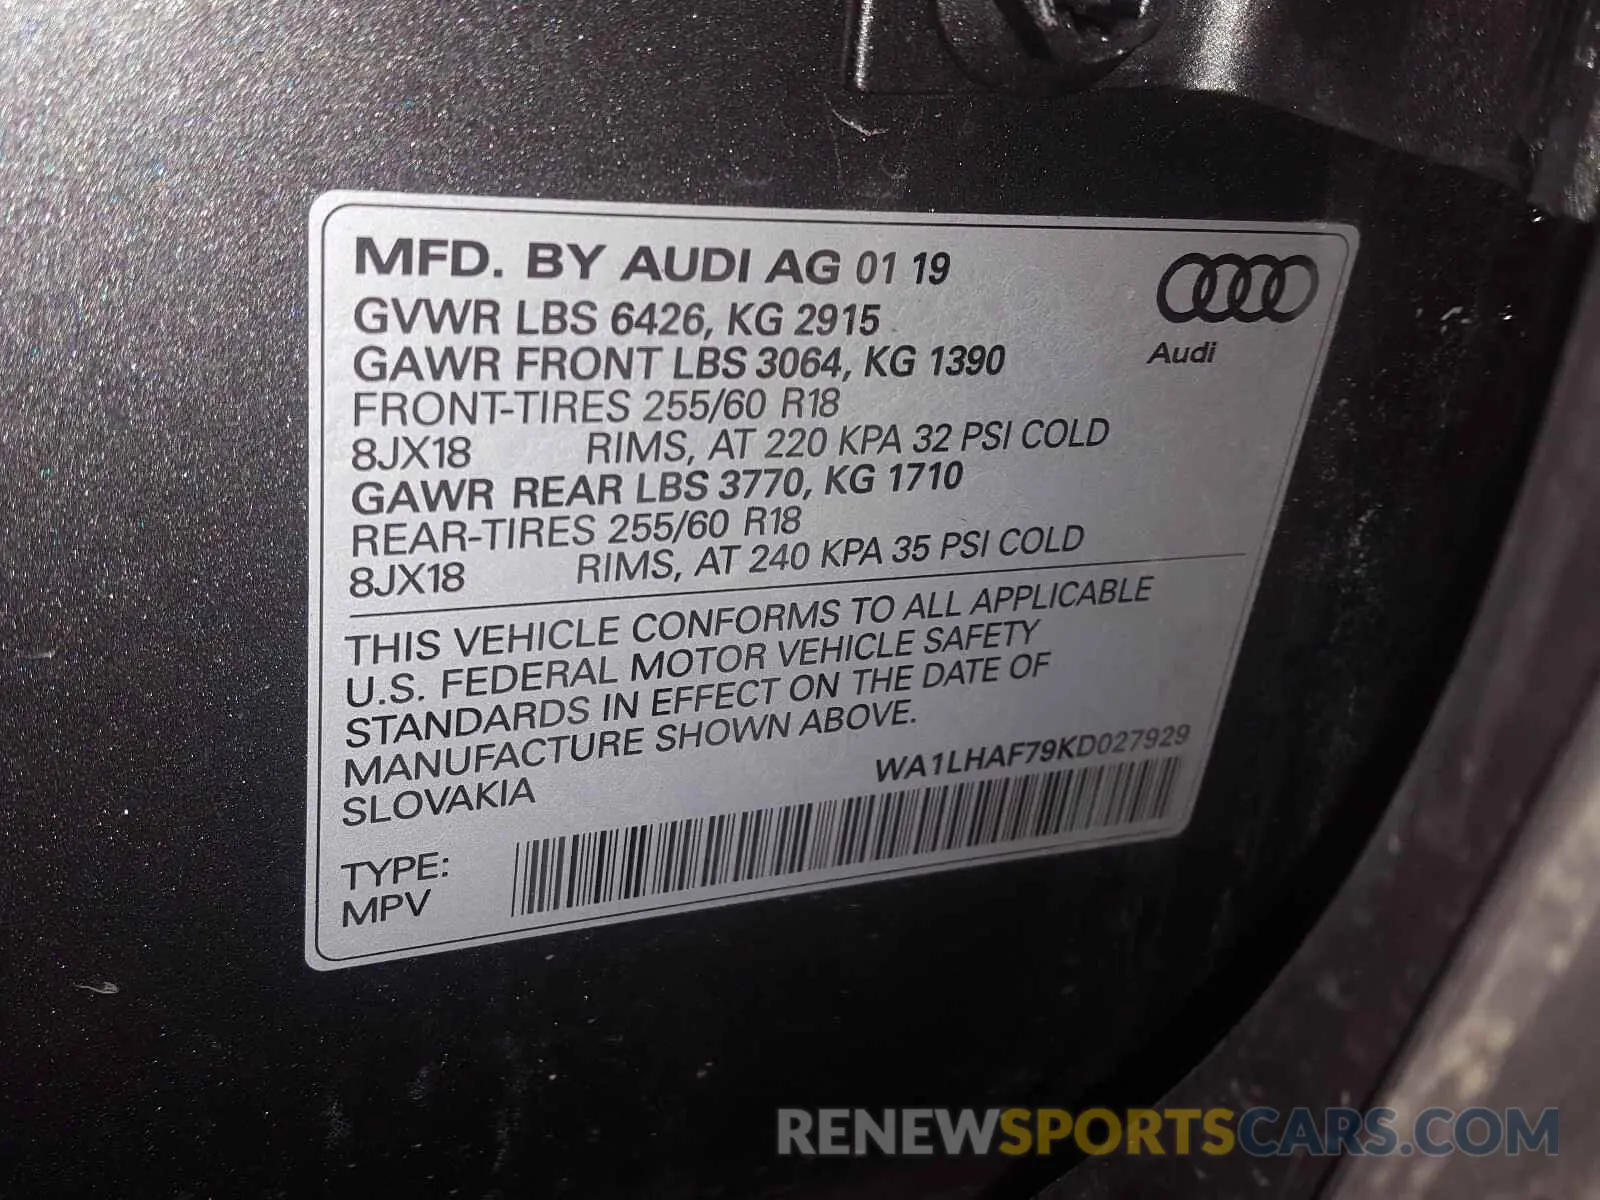 MFD. BY AUDI AG 01 19
GVWR LBS 6426, KG 2915
GAWR FRONT LBS 3064, KG 1390
FRONT-TIRES 255/60 R18
8JX18 RIMS, AT 220 KPA 32 PSI COLD
GAWR REAR LBS 3770, KG 1710
REAR-TIRES 255/60 R18
8JX18 RIMS, AT 240 KPA 35 PSI COLD
Audi
THIS VEHICLE CONFORMS TO ALL APPLICABLE
U.S. FEDERAL MOTOR VEHICLE SAFETY
STANDARDS IN EFFECT ON THE DATE OF
MANUFACTURE SHOWN ABOVE.
SLOVAKIA
WA1LHAF79KD027929
TYPE:
MPV
RENEWSPORTSCARS.COM